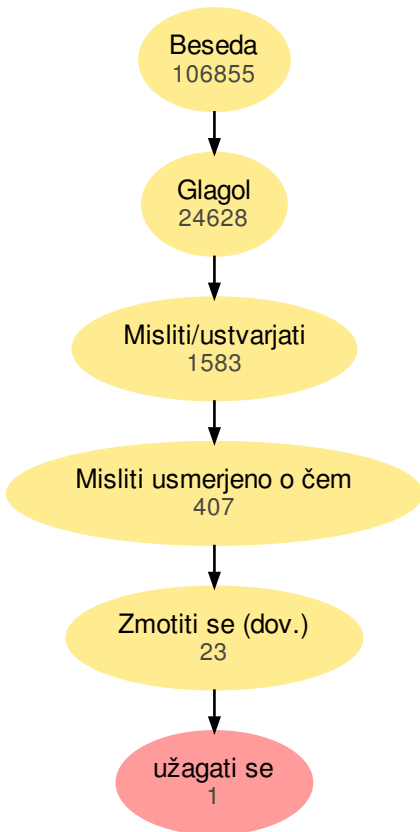 Beseda
106855
Glagol
24628
Misliti/ustvarjati
1583
Misliti usmerjeno o čem
407
Zmotiti se (dov.)
23
užagati se
1